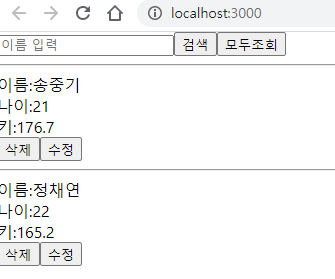 localhost:3000
이름 입력 검색 모두조회
이름:송중기
나이:21
키:176.7
삭제 수정
이름:정채연
나이:22
키:165.2
삭제 수정